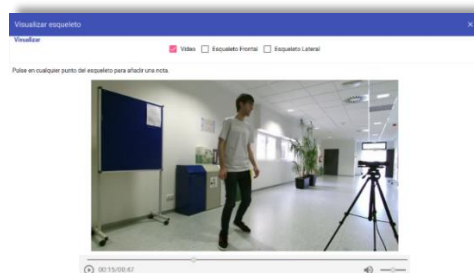 Visualizar esqueleto
Visualizar
Video Esqueleto Frontal Esqueleto Lateral
Pulse en cualquier punto del esqueleto para añadir una nota.
00:15/00:47